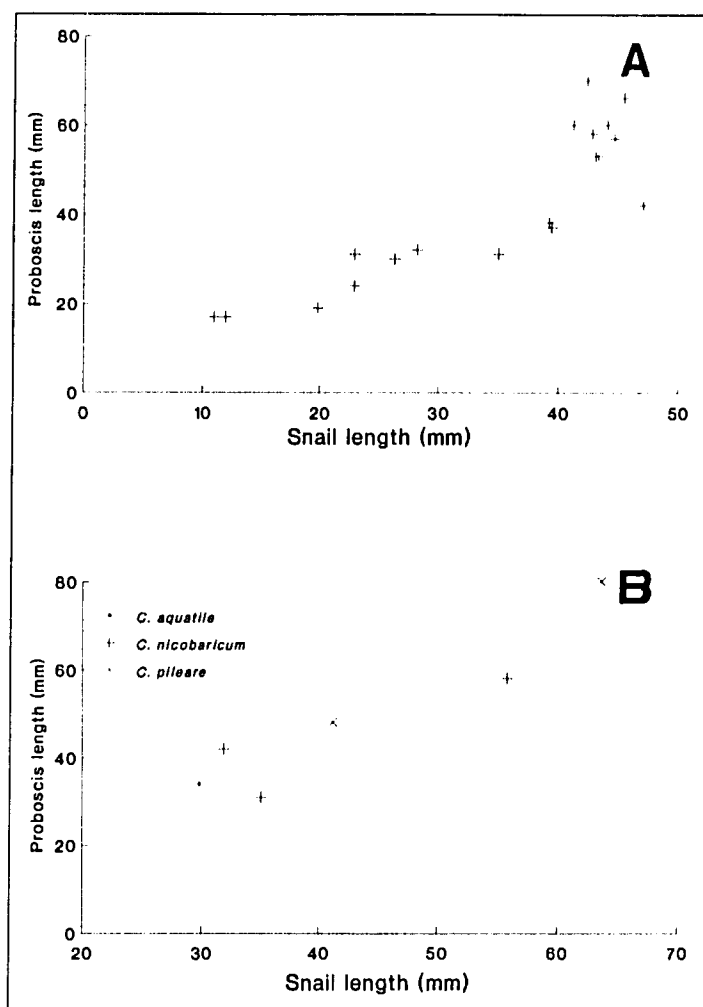 A
80
60
40
20
0
Proboscis length (mm)
0 10 20 30 40 50
Snail length (mm)
B
80
60
40
20
0
Proboscis length (mm)
C. aquatile
C. nicobaricum
C. pileare
20 30 40 50 60 70
Snail length (mm)